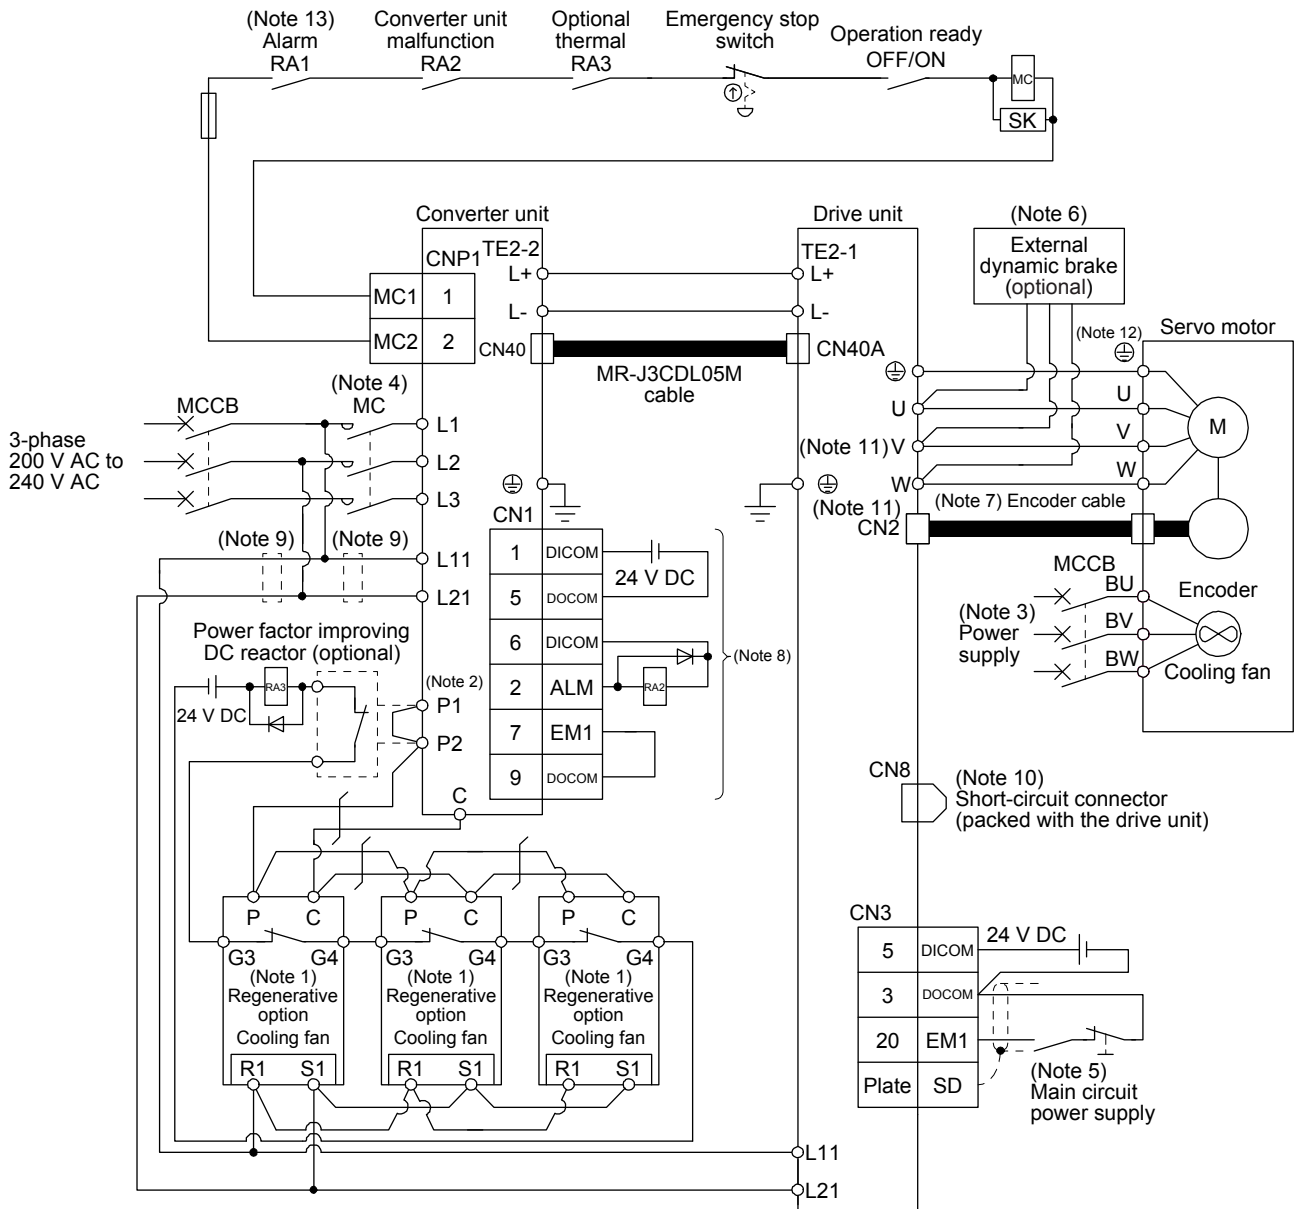 (Note 13)
Alarm
RA1
Converter unit
malfunction
RA2
Optional
thermal
RA3
Emergency stop
switch
Operation ready
OFF/ON
MC
SK
Converter unit
Drive unit
(Note 6)
External
dynamic brake
(optional)
CNP1
TE2-2
L+
L-
TE2-1
L+
L-
MC1
1
MC2
2
CN40
CN40A
MR-J3CDL05M
cable
(Note 12)
Servo motor
U
V
W
M
U
(Note 11) V
W
(Note 11)
CN2
(Note 7) Encoder cable
(Note 4)
MC
MCCB
3-phase
200 V AC to
240 V AC
L1
L2
L3
(Note 9)
(Note 9)
L11
L21
CN1
1
DICOM
5
DOCOM
24 V DC
6
DICOM
2
ALM
RA2
7
EM1
9
DOCOM
(Note 8)
MCCB
BU
BV
BW
(Note 3)
Power
supply
Encoder
Cooling fan
Power factor improving
DC reactor (optional)
RA3
24 V DC
(Note 2)
P1
P2
C
CN8
(Note 10)
Short-circuit connector
(packed with the drive unit)
P
C
P
C
P
C
G3
G4
G3
G4
G3
G4
(Note 1)
Regenerative
option
Cooling fan
(Note 1)
Regenerative
option
Cooling fan
(Note 1)
Regenerative
option
Cooling fan
R1
S1
R1
S1
R1
S1
CN3
5
DICOM
24 V DC
3
DOCOM
20
EM1
Plate
SD
(Note 5)
Main circuit
power supply
L11
L21